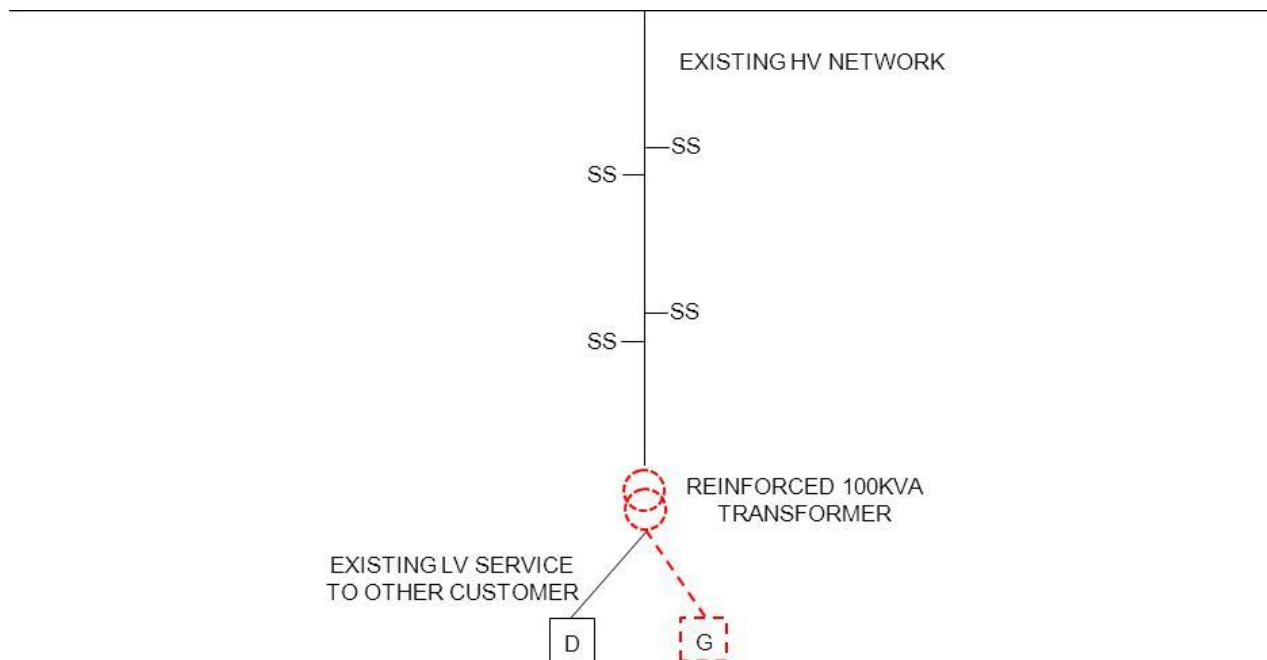 EXISTING HV NETWORK
SS
SS
SS
SS
REINFORCED 100KVA
TRANSFORMER
EXISTING LV SERVICE
TO OTHER CUSTOMER
D
G